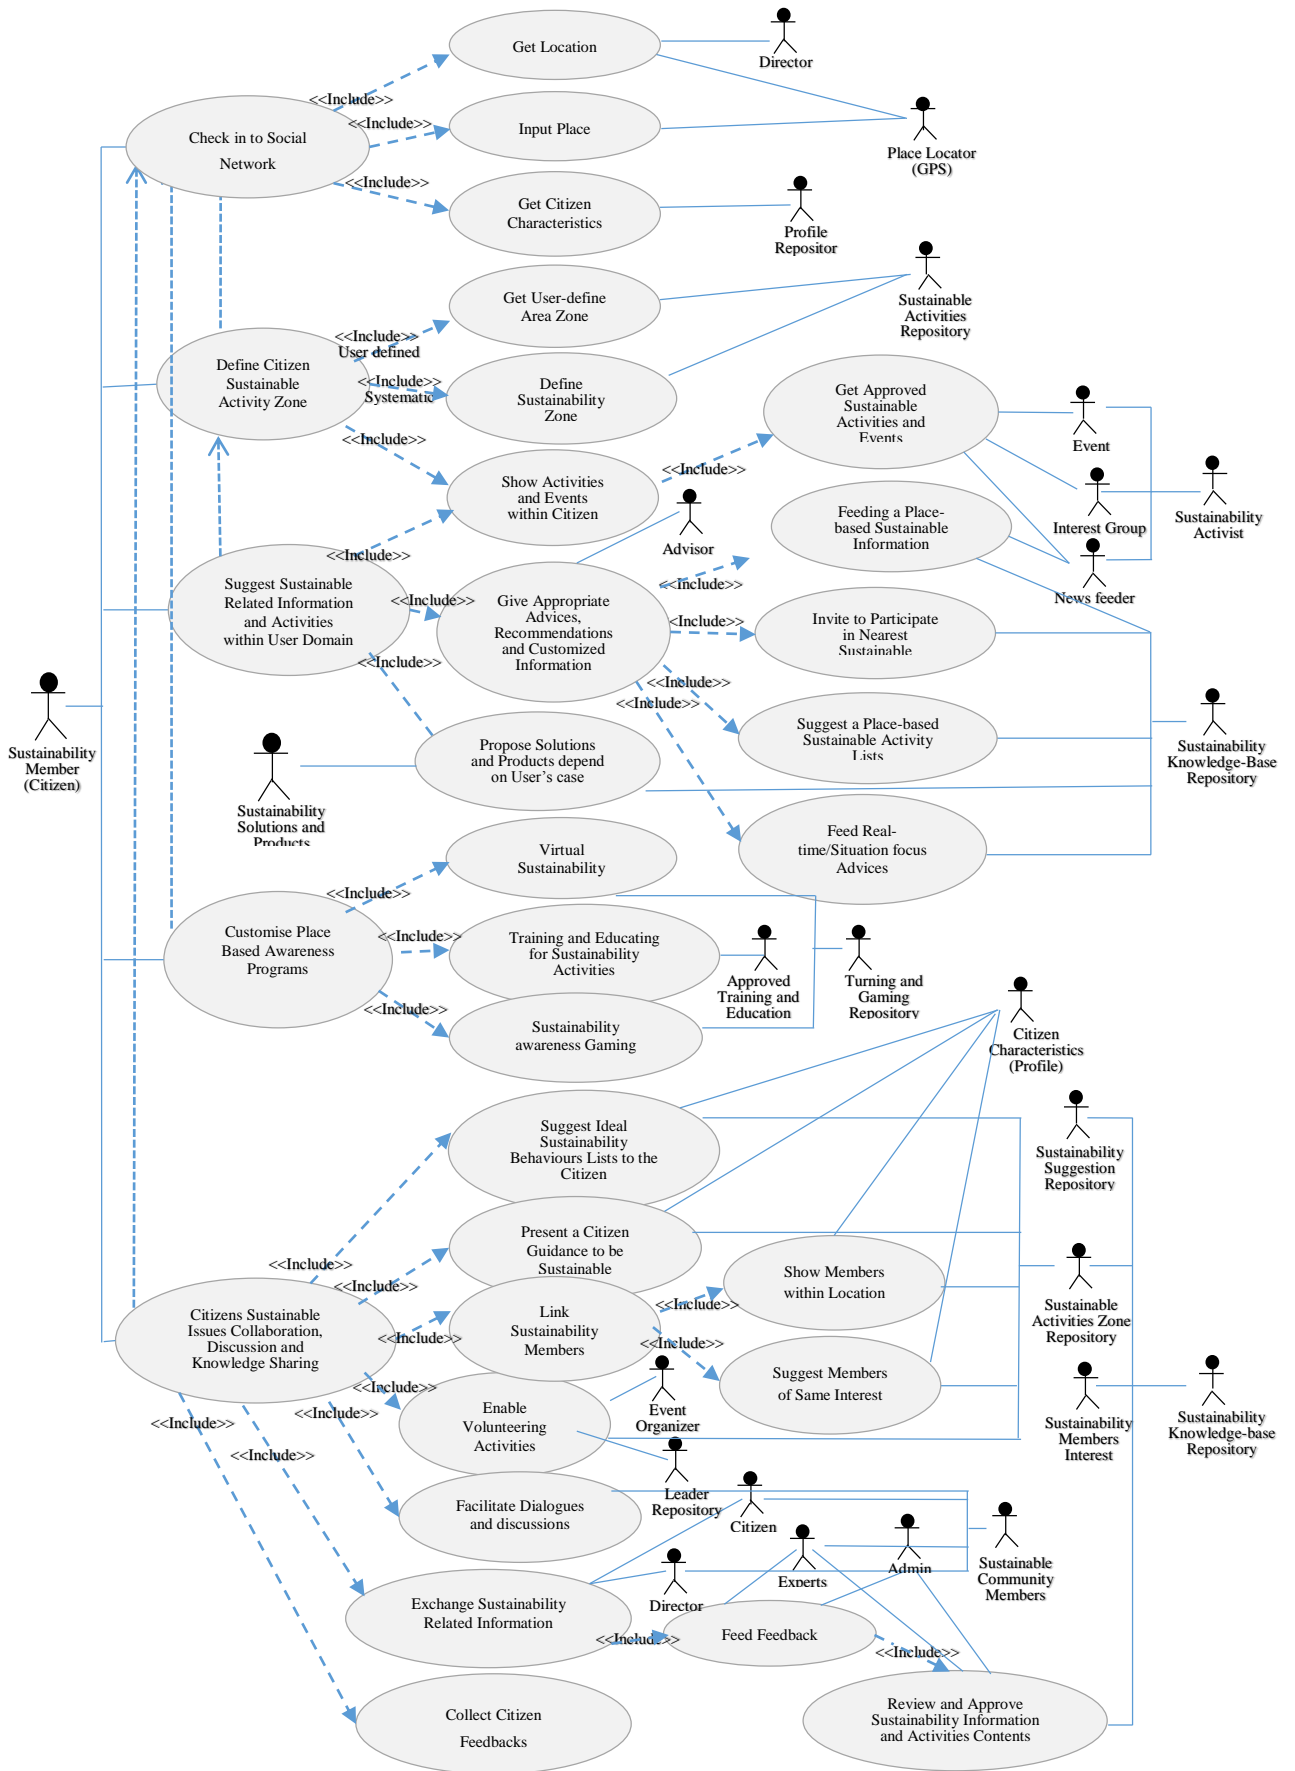 Get Location
Director
<<Include>>
<<Include>>
Input Place
Check in to Social
Network
Place Locator
(GPS)
<<Include>>
Get Citizen
Characteristics
Profile
Repositor
Get User-define
Area Zone
Sustainable
Activities
Repository
<<Include>>
User defined
Define Citizen
Sustainable
Activity Zone
<<Include>>
Systematic
Define
Sustainability
Zone
Get Approved
Sustainable
Activities and
Events
Event
<<Include>>
<<Include>>
Show Activities
and Events
within Citizen
Interest Group
Sustainability
Activist
Advisor
Feeding a Place-
based Sustainable
Information
<<Include>>
Suggest Sustainable
Related Information
and Activities
within User Domain
<<Include>>
Give Appropriate
Advices,
Recommendations
and Customized
Information
<<Include>>
News feeder
<Include>>
Invite to Participate
in Nearest
Sustainable
<<Include>>
<<Include>>
<<Include>>
Suggest a Place-based
Sustainable Activity
Lists
Sustainability
Member
(Citizen)
Propose Solutions
and Products depend
on User's case
Sustainability
Knowledge-Base
Repository
Sustainability
Solutions and
Products
Feed Real-
time/Situation focus
Advices
Virtual
Sustainability
<<Include>>
Customise Place
Based Awareness
Programs
<<Include>>
Training and Educating
for Sustainability
Activities
Approved
Training and
Education
Turning and
Gaming
Repository
<<Include>>
Sustainability
awareness Gaming
Citizen
Characteristics
(Profile)
Suggest Ideal
Sustainability
Behaviours Lists to the
Citizen
Sustainability
Suggestion
Repository
Present a Citizen
Guidance to be
Sustainable
<<Include>>
<<Include>>
Show Members
within Location
<<Include>>
Sustainable
Activities Zone
Repository
Citizens Sustainable
Issues Collaboration,
Discussion and
Knowledge Sharing
<<Include>>
Link
Sustainability
Members
<<Include>>
Suggest Members
of Same Interest
<<Include>>
Enable
Volunteering
Activities
Event
Organizer
Sustainability
Members
Interest
Sustainability
Knowledge-base
Repository
<<Include>>
<<Include>>
<<Include>>
Leader
Repository
Facilitate Dialogues
and discussions
Citizen
Experts
Admin
Sustainable
Community
Members
Director
Exchange Sustainability
Related Information
<<Include>>
Feed Feedback
<<Include>>
Collect Citizen
Feedbacks
Review and Approve
Sustainability Information
and Activities Contents